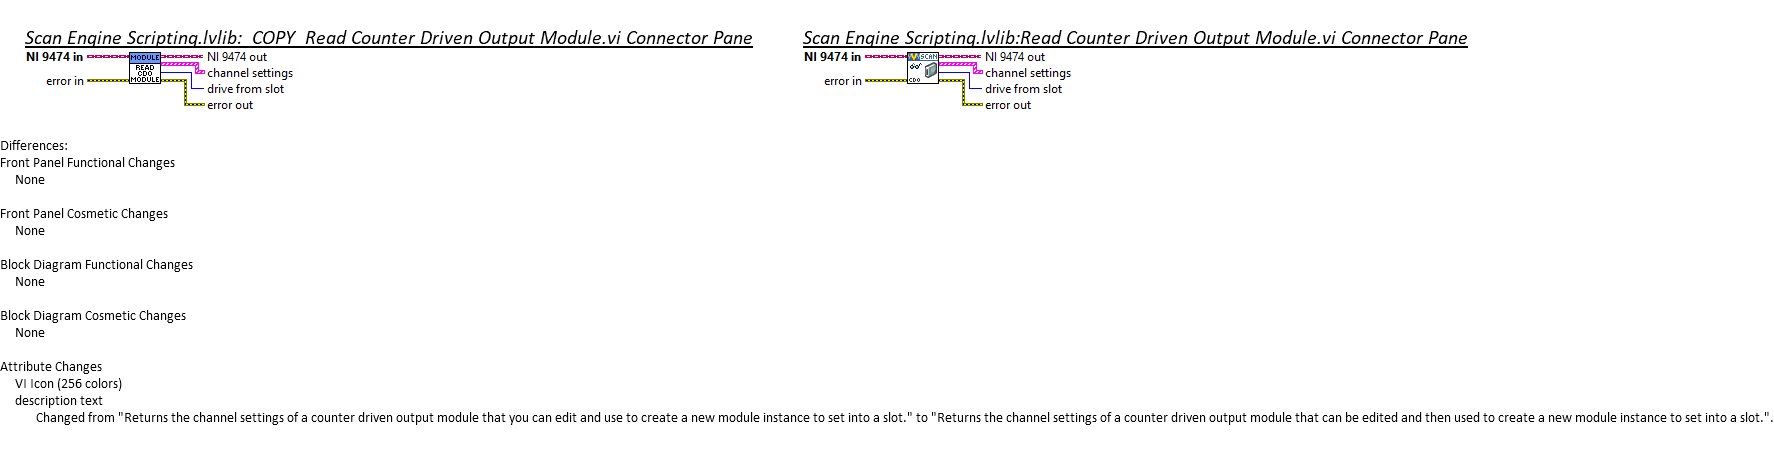 Scan Engine Scripting.lvlib:_COPY_Read Counter Driven Output Module.vi Connector Pane
NI 9474 in
MODULE
READ
CDO
MODULE
error in
NI 9474 out
channel settings
drive from slot
error out
Scan Engine Scripting.lvlib:Read Counter Driven Output Module.vi Connector Pane
NI 9474 in
SCAN
CDO
error in
NI 9474 out
channel settings
drive from slot
error out
Differences:
Front Panel Functional Changes
None
Front Panel Cosmetic Changes
None
Block Diagram Functional Changes
None
Block Diagram Cosmetic Changes
None
Attribute Changes
VI Icon (256 colors)
description text
Changed from "Returns the channel settings of a counter driven output module that you can edit and use to create a new module instance to set into a slot." to "Returns the channel settings of a counter driven output module that can be edited and then used to create a new module instance to set into a slot.".